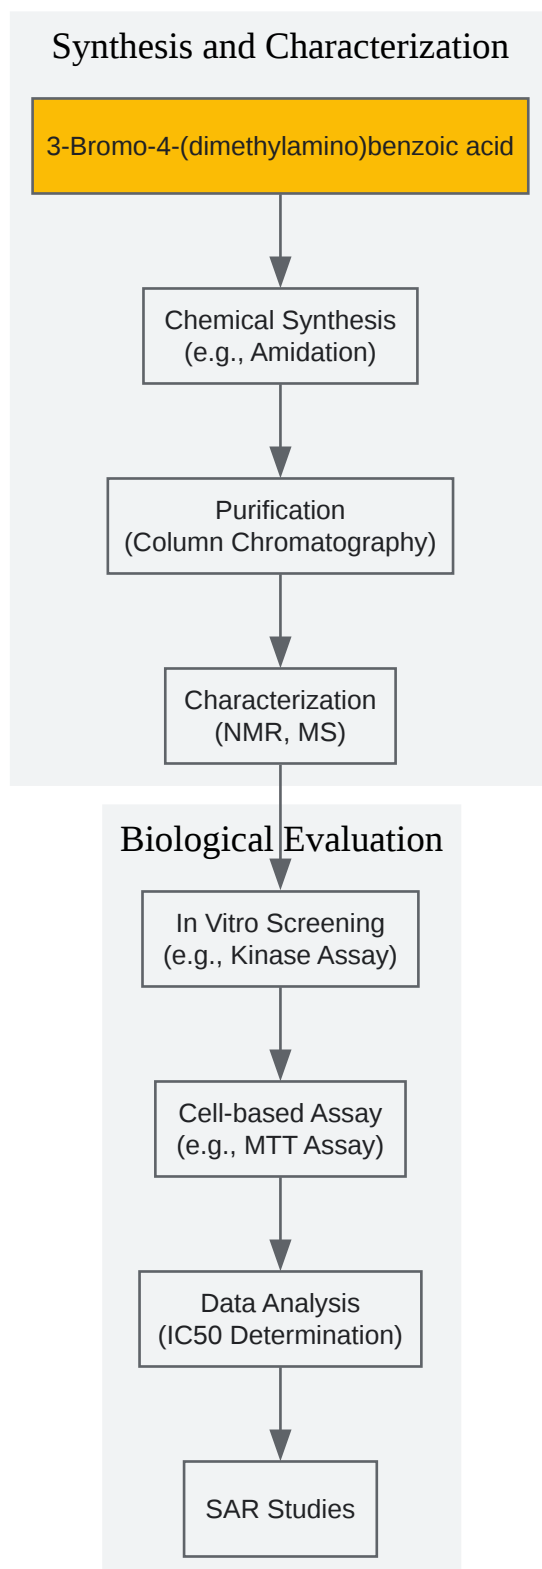 Synthesis and Characterization
3-Bromo-4-(dimethylamino)benzoic acid
Chemical Synthesis
(e.g., Amidation)
Purification
(Column Chromatography)
Characterization
(NMR, MS)
Biological Evaluation
In Vitro Screening
(e.g., Kinase Assay)
Cell-based Assay
(e.g., MTT Assay)
Data Analysis
(IC50 Determination)
SAR Studies